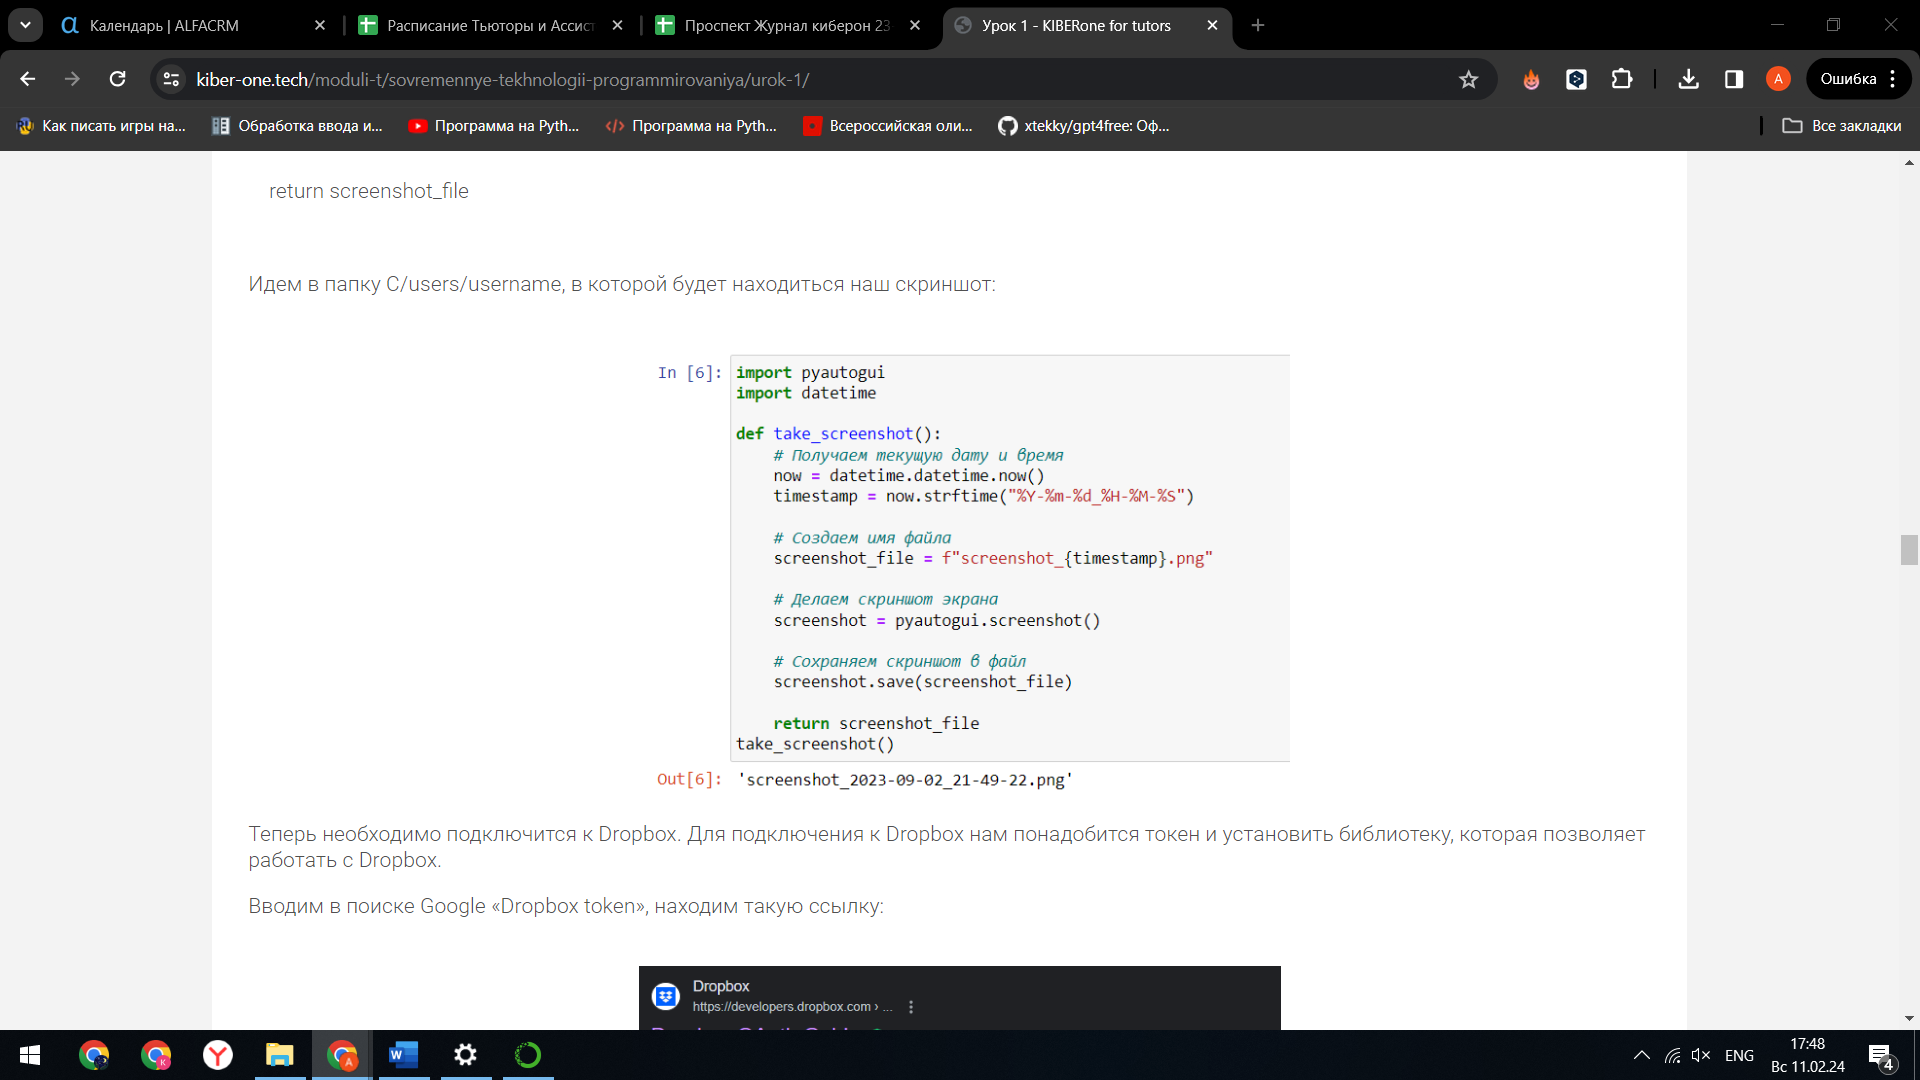 Календарь | ALFACRM
Расписание Тьюторы и Ассист
Проспект Журнал киберон 23
Урок 1 - KIBERone for tutors
kiber-one.tech/moduli-t/sovremennye-tekhnologii-programmirovaniya/urok-1/
A
Ошибка
Как писать игры на...
Обработка ввода и...
Программа на Pyth...
Программа на Pyth...
Всероссийская оли...
xtekky/gpt4free: Оф...
Все закладки
return screenshot_file
Идем в папку C/users/username, в которой будет находиться наш скриншот:
In [6]: import pyautogui
import datetime
def take_screenshot():
# Получаем текущую дату и время
now = datetime.datetime.now()
timestamp = now.strftime("%Y-%m-%d_%H-%M-%S")
# Создаем имя файла
screenshot_file = f"screenshot_{timestamp}.png"
# Делаем скриншот экрана
screenshot = pyautogui.screenshot()
# Сохраняем скриншот в файл
screenshot.save(screenshot_file)
return screenshot_file
take_screenshot()
Out[6]: 'screenshot_2023-09-02_21-49-22.png'
Теперь необходимо подключится к Dropbox. Для подключения к Dropbox нам понадобится токен и установить библиотеку, которая позволяет
работать с Dropbox.
Вводим в поиске Google «Dropbox token», находим такую ссылку:
Dropbox
https://developers.dropbox.com › ...
ENG
17:48
Вс 11.02.24
4